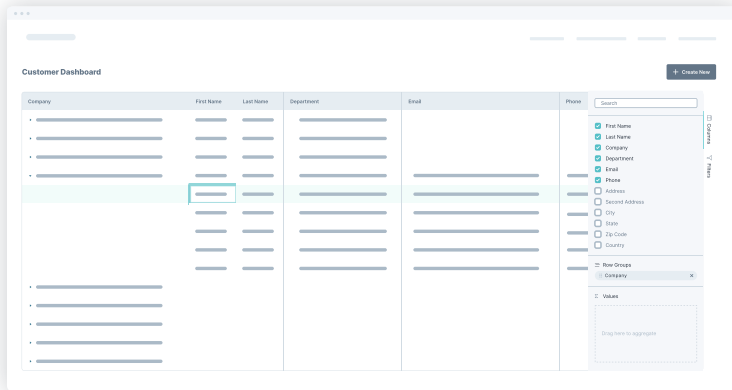 Customer Dashboard
+ Create New
Company First Name Last Name Department Email Phone
Search
First Name
Last Name
Company
Department
Email
Phone
Address
Second Address
City
State
Zip Code
Country
Row Groups
Company
Values
Drag here to aggregate
Columns
Filters